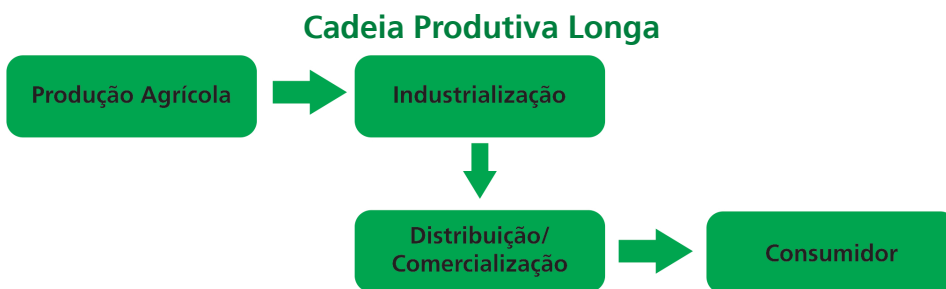 Cadeia Produtiva Longa
Produção Agrícola
Industrialização
Distribuição/
Comercialização
Consumidor